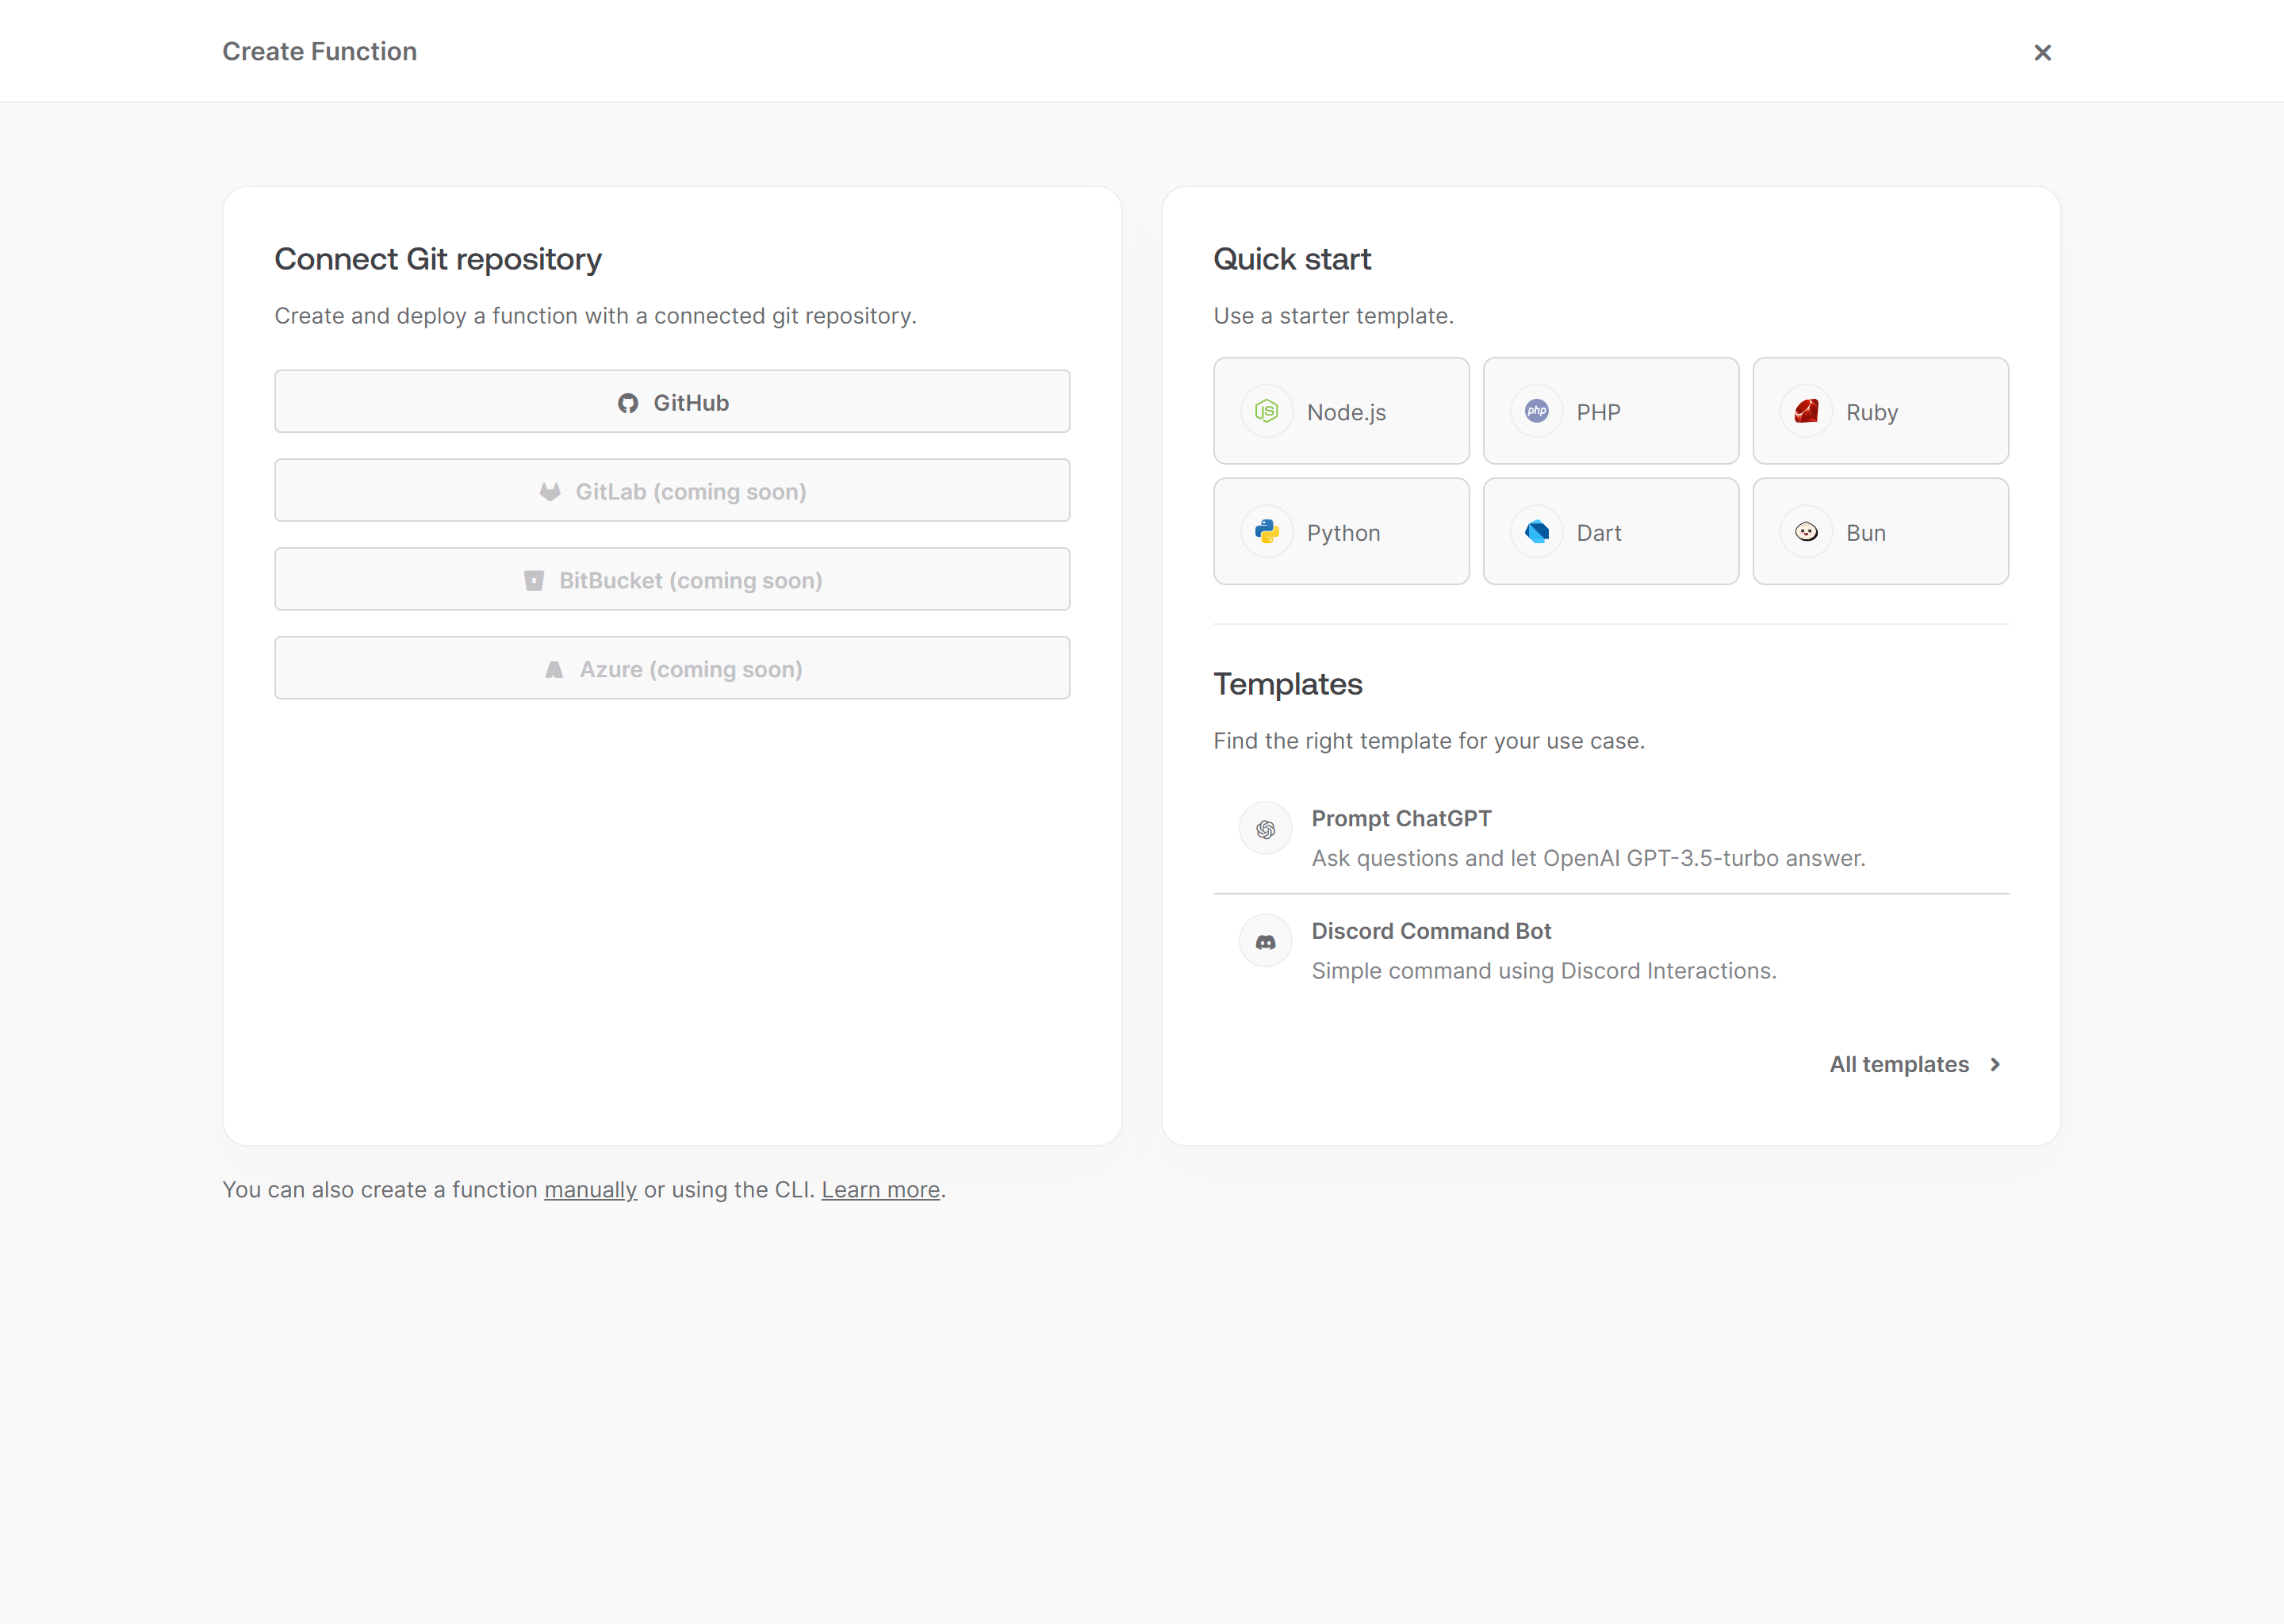 Create Function
Connect Git repository
Create and deploy a function with a connected git repository.
GitHub
GitLab (coming soon)
BitBucket (coming soon)
Azure (coming soon)
Quick start
Use a starter template.
JS Node.js
php PHP
Ruby
Python
Dart
Bun
Templates
Find the right template for your use case.
Prompt ChatGPT
Ask questions and let OpenAI GPT-3.5-turbo answer.
Discord Command Bot
Simple command using Discord Interactions.
All templates
You can also create a function manually or using the CLI. Learn more.